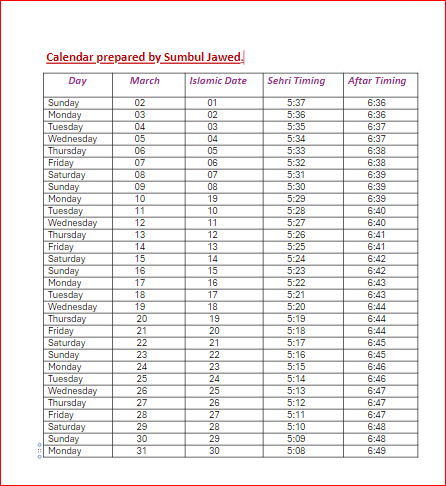 Calendar prepared by Sumbul Jawed.
Day March Islamic Date Sehri Timing Aftar Timing
Sunday 02 01 5:37 6:36
Monday 03 02 5:36 6:36
Tuesday 04 03 5:35 6:37
Wednesday 05 04 5:34 6:37
Thursday 06 05 5:33 6:38
Friday 07 06 5:32 6:38
Saturday 08 07 5:31 6:39
Sunday 09 08 5:30 6:39
Monday 10 19 5:29 6:39
Tuesday 11 10 5:28 6:40
Wednesday 12 11 5:27 6:40
Thursday 13 12 5:26 6:41
Friday 14 13 5:25 6:41
Saturday 15 14 5:24 6:42
Sunday 16 15 5:23 6:42
Monday 17 16 5:22 6:43
Tuesday 18 17 5:21 6:43
Wednesday 19 18 5:20 6:44
Thursday 20 19 5:19 6:44
Friday 21 20 5:18 6:44
Saturday 22 21 5:17 6:45
Sunday 23 22 5:16 6:45
Monday 24 23 5:15 6:46
Tuesday 25 24 5:14 6:46
Wednesday 26 25 5:13 6:47
Thursday 27 26 5:12 6:47
Friday 28 27 5:11 6:47
Saturday 29 28 5:10 6:48
Sunday 30 29 5:09 6:48
Monday 31 30 5:08 6:49